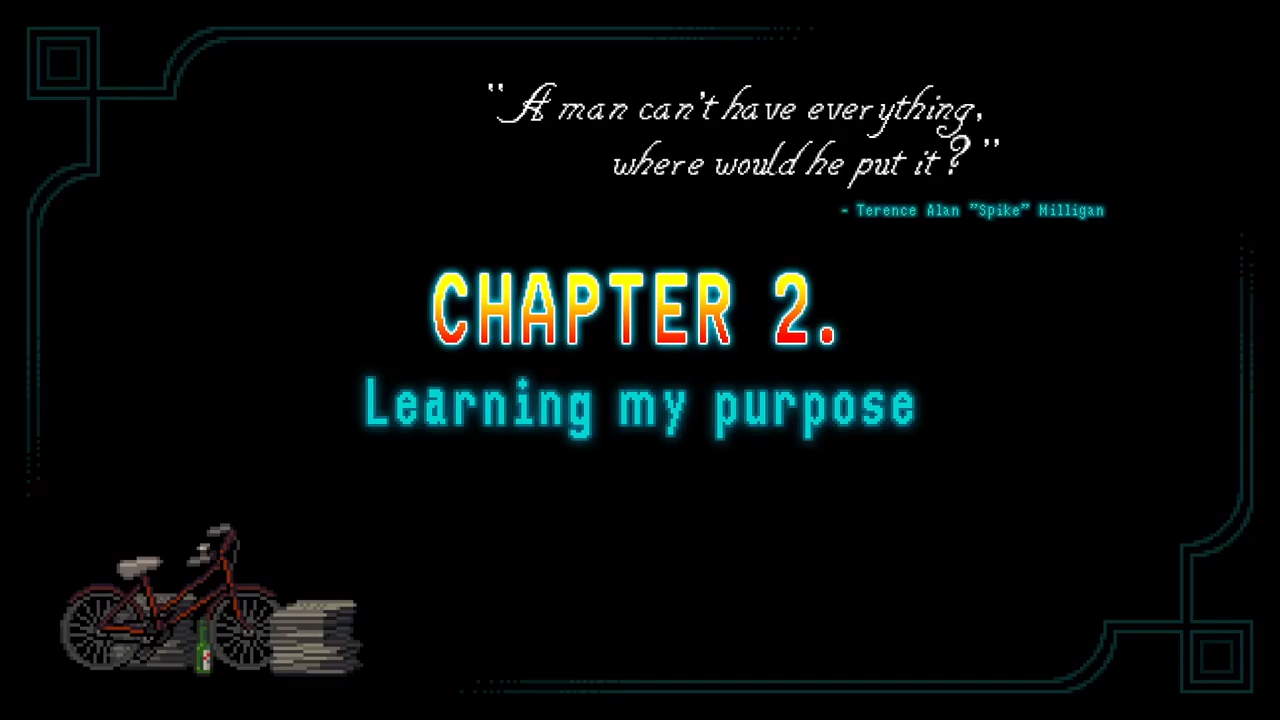 "A man can't have everything,
where would he put it?"
- Terence Alan "Spike" Milligan
CHAPTER 2.
Learning my purpose